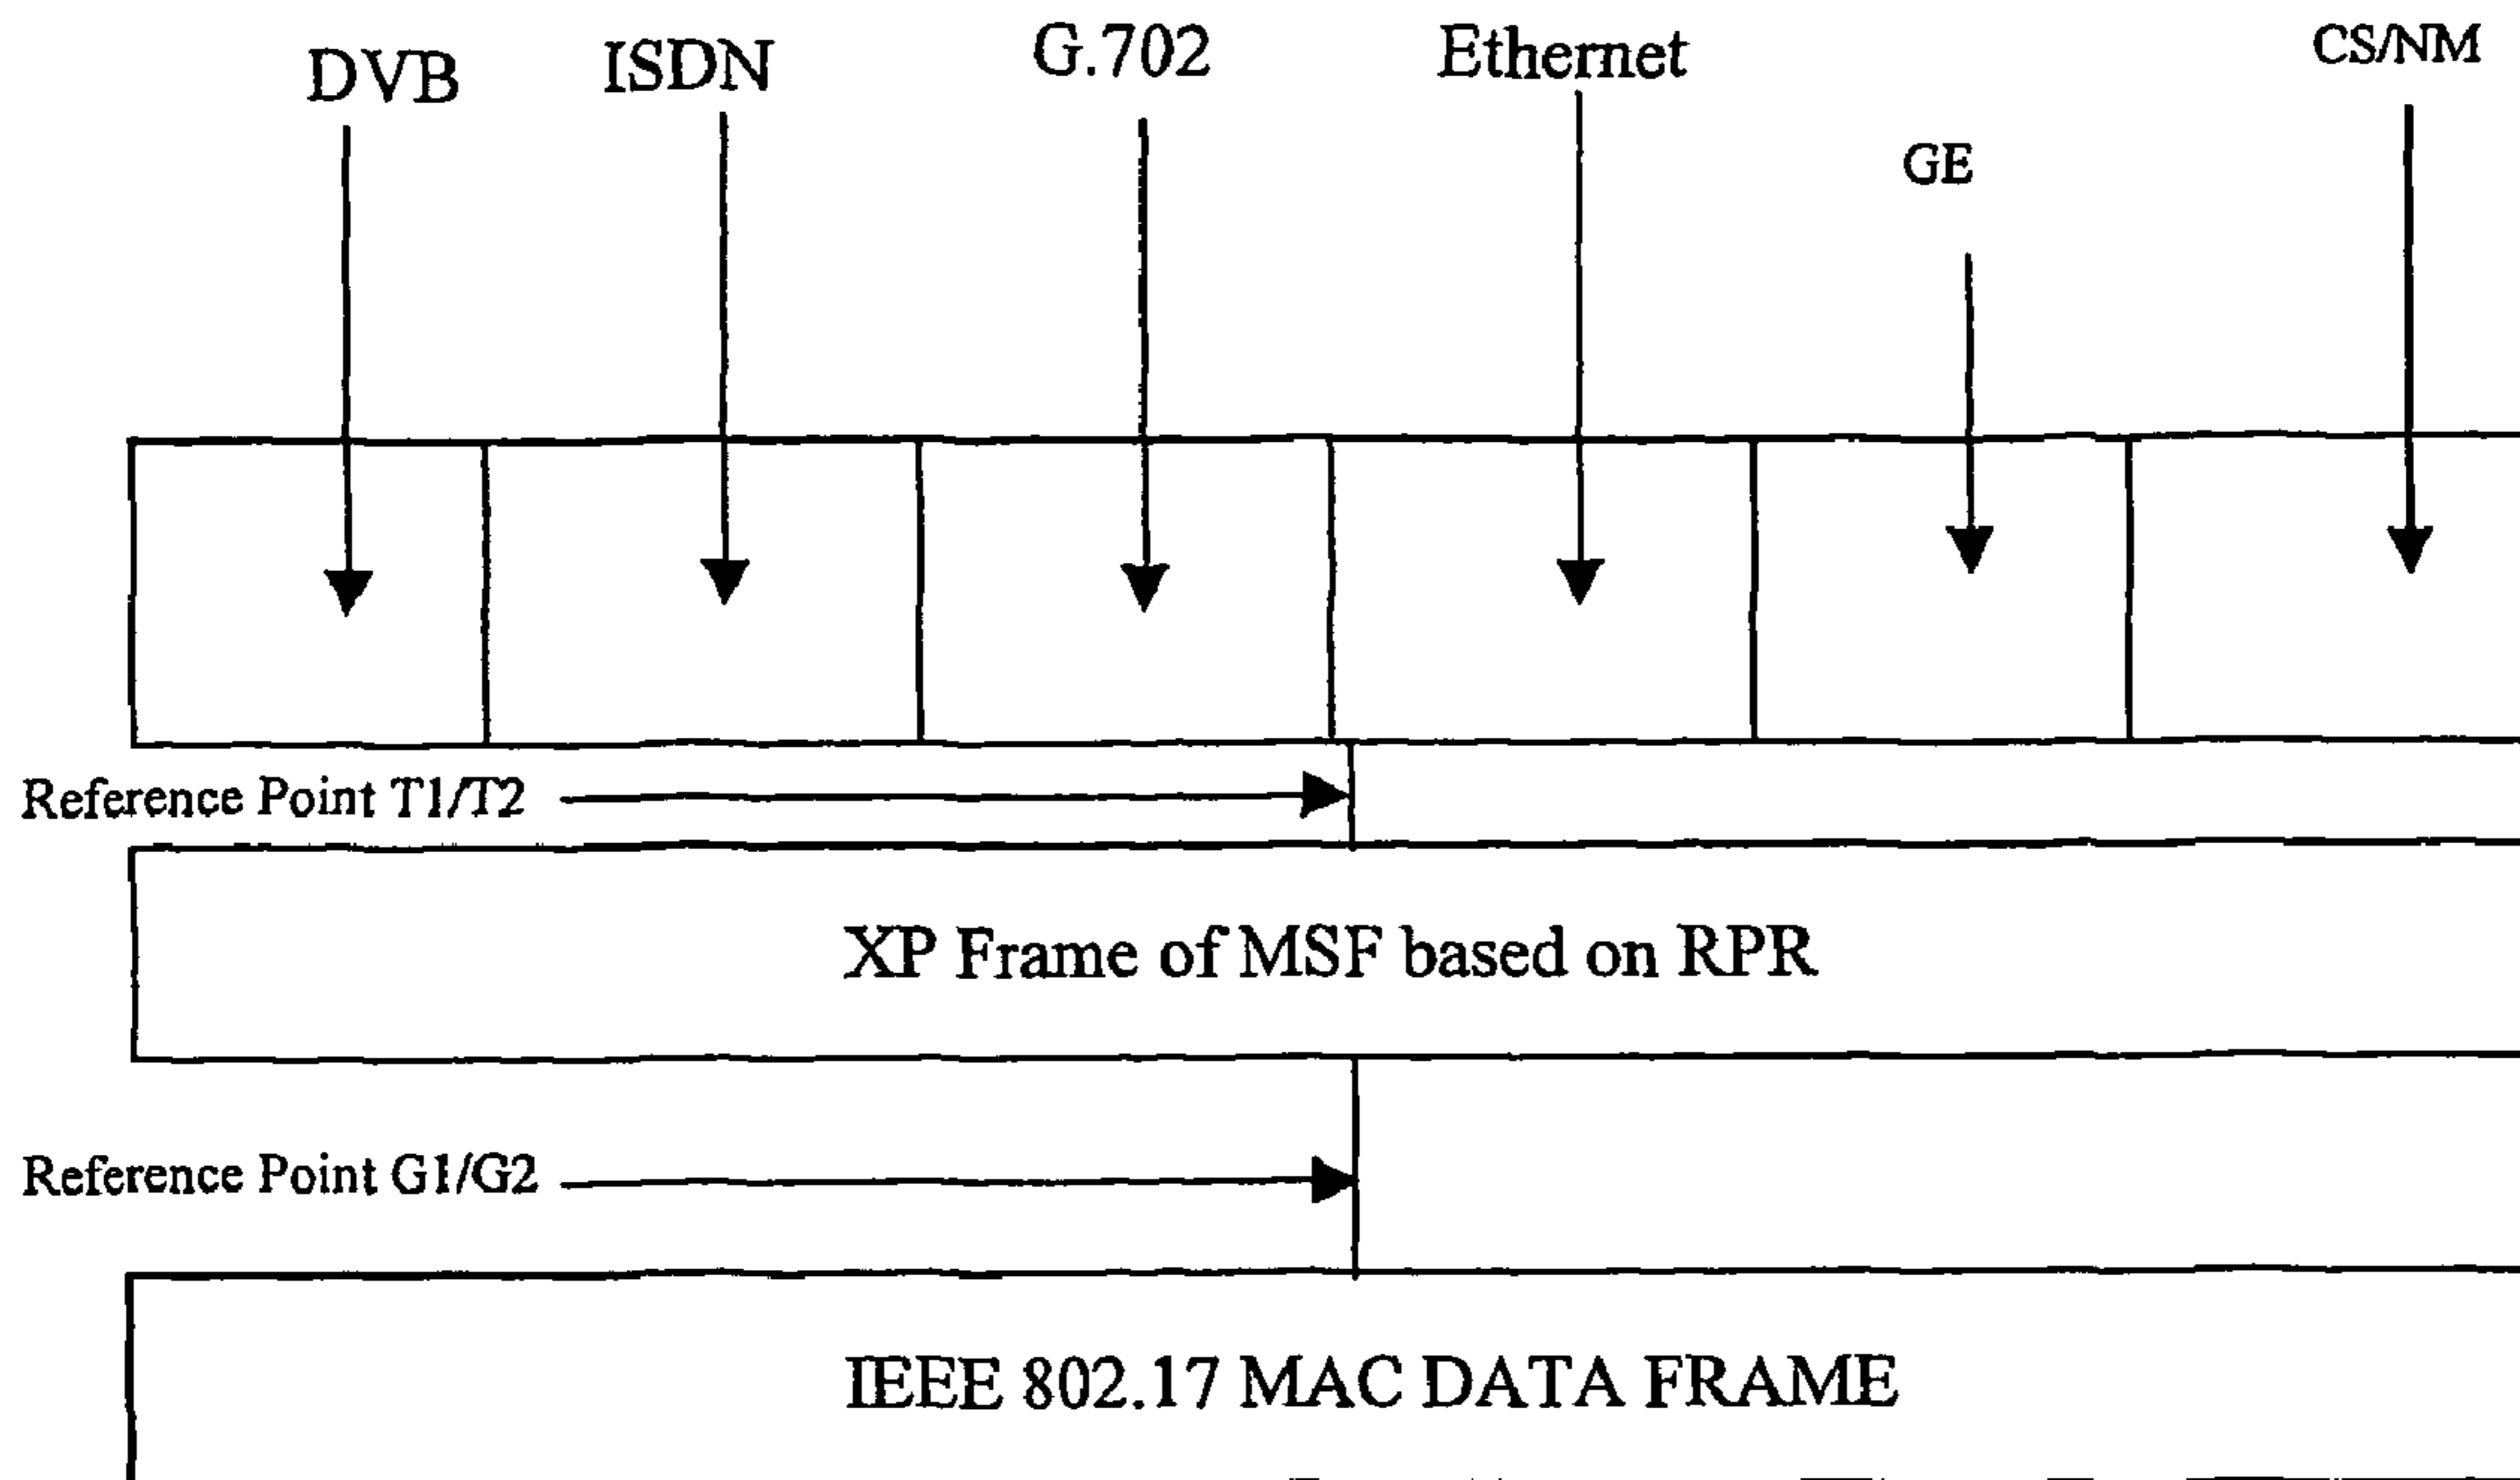 DVB
ISDN
G.702
Ethernet
GE
CS/NM
Reference Point T1/T2
XP Frame of MSF based on RPR
Reference Point G1/G2
IEEE 802.17 MAC DATA FRAME